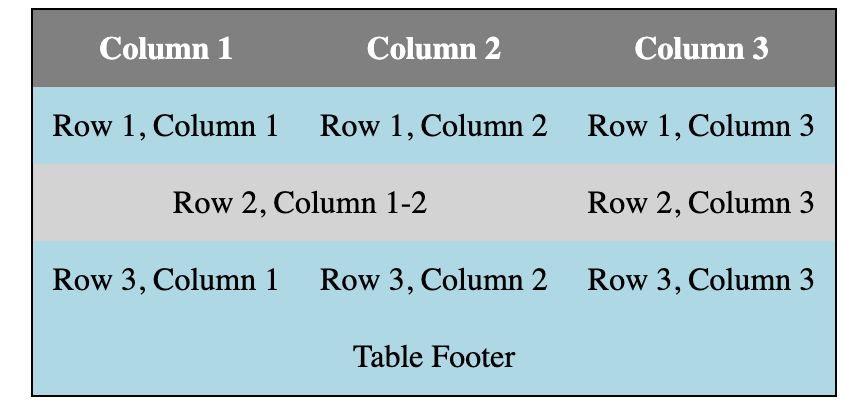 Column 1 Column 2 Column 3
Row 1, Column 1 Row 1, Column 2 Row 1, Column 3
Row 2, Column 1-2 Row 2, Column 3
Row 3, Column 1 Row 3, Column 2 Row 3, Column 3
Table Footer